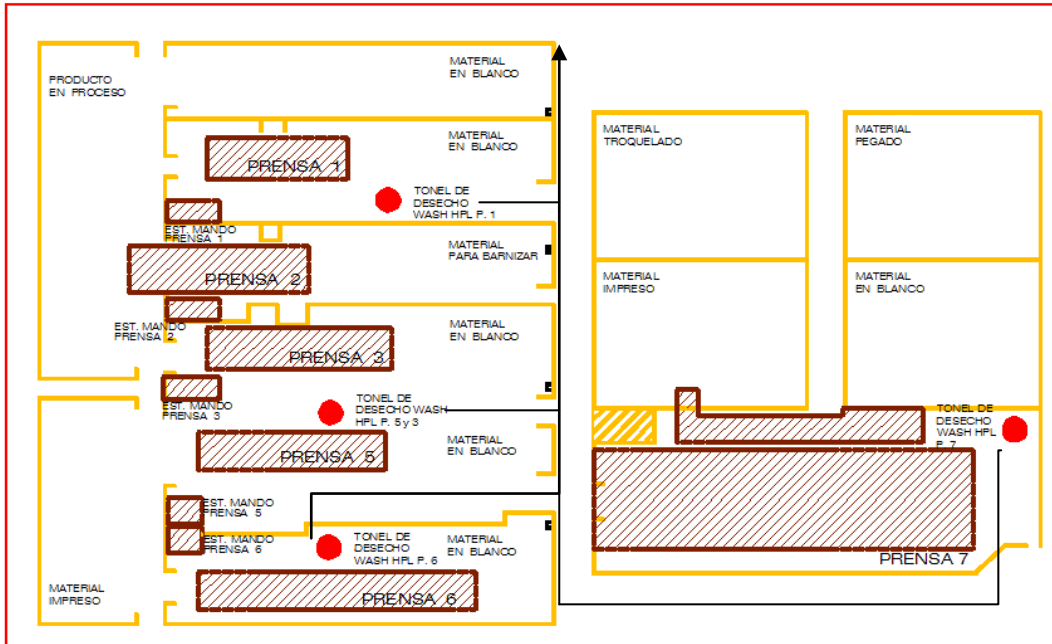 PRODUCTO
EN PROCESO
MATERIAL
EN BLANCO
MATERIAL
EN BLANCO
PRENSA 1
TONEL DE
DESECHO
WASH HPL P. 1
EST. MANDO
PRENSA 1
MATERIAL
PARA BARNIZAR
PRENSA 2
EST. MANDO
PRENSA 2
MATERIAL
EN BLANCO
PRENSA 3
EST. MANDO
PRENSA 3
TONEL DE
DESECHO WASH
HPL P. 5 y 3
MATERIAL
EN BLANCO
PRENSA 5
EST. MANDO
PRENSA 5
EST. MANDO
PRENSA 6
TONEL DE
DESECHO
WASH HPL P. 6
MATERIAL
EN BLANCO
MATERIAL
IMPRESO
PRENSA 6
MATERIAL
TROQUELADO
MATERIAL
PEGADO
MATERIAL
IMPRESO
MATERIAL
EN BLANCO
TONEL DE
DESECHO
WASH HPL
P. 7
PRENSA 7